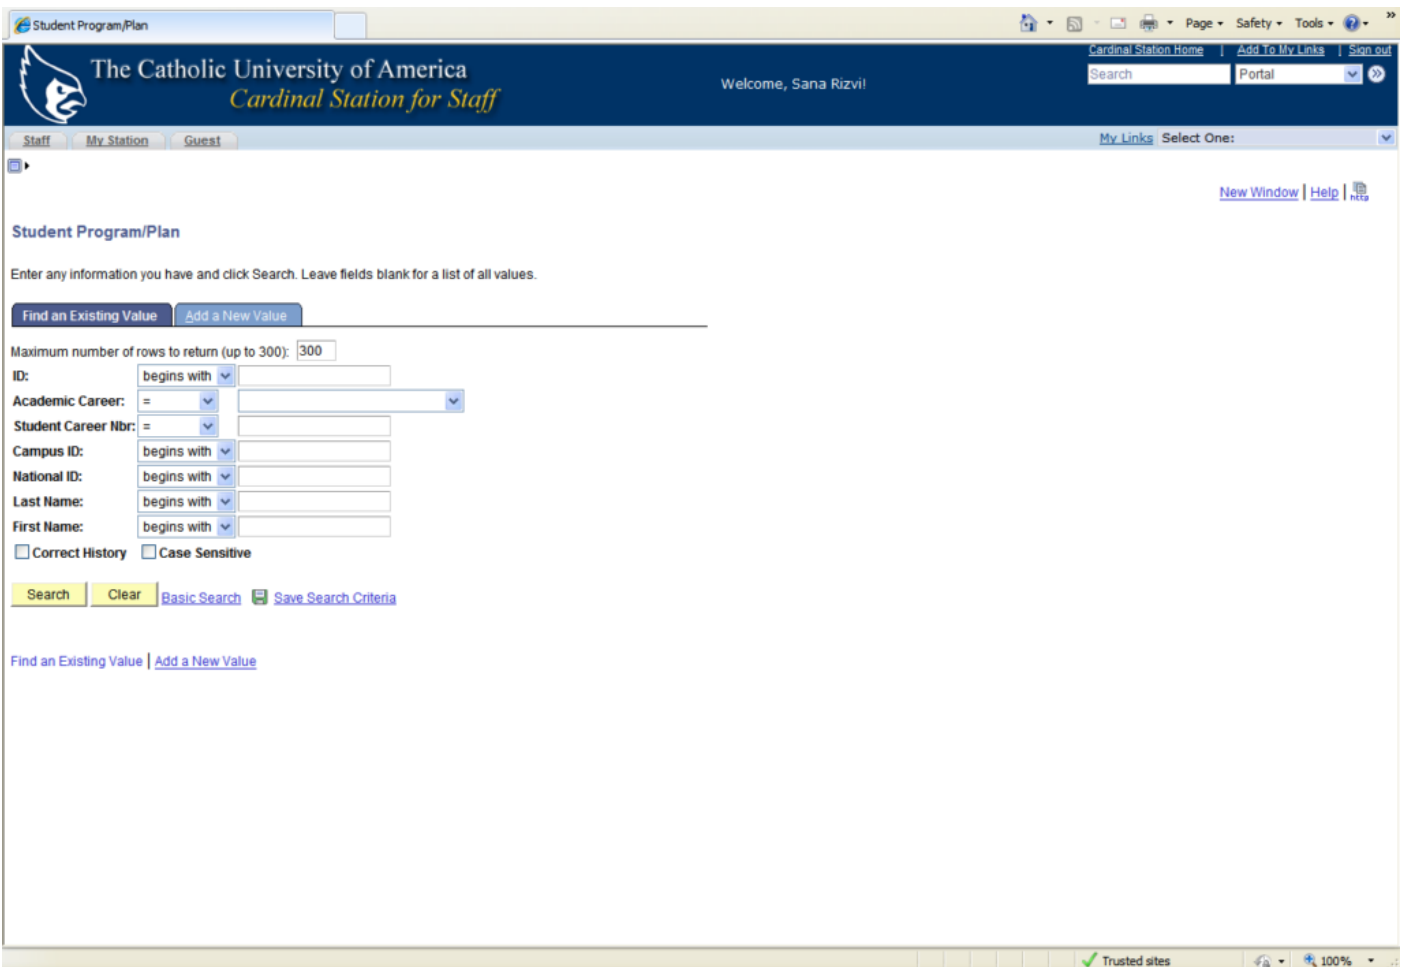 Student Program/Plan
Page Safety Tools »
The Catholic University of America
Cardinal Station for Staff
Welcome, Sana Rizvi!
Cardinal Station Home | Add To My Links | Sign out
Search Portal
Staff My Station Guest
My Links Select One:
New Window | Help | http
Student Program/Plan
Enter any information you have and click Search. Leave fields blank for a list of all values.
Find an Existing Value Add a New Value
Maximum number of rows to return (up to 300): 300
ID: begins with
Academic Career: =
Student Career Nbr: =
Campus ID: begins with
National ID: begins with
Last Name: begins with
First Name: begins with
Correct History Case Sensitive
Search Clear Basic Search Save Search Criteria
Find an Existing Value | Add a New Value
Trusted sites 100%